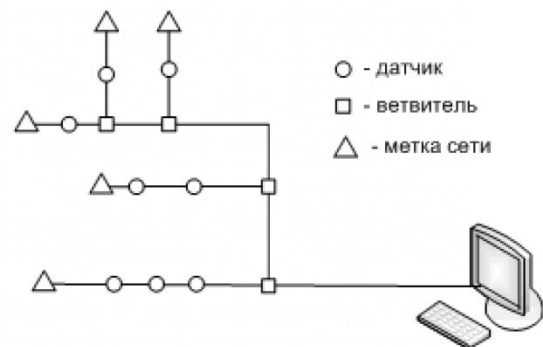 - датчик
- ветвитель
- метка сети